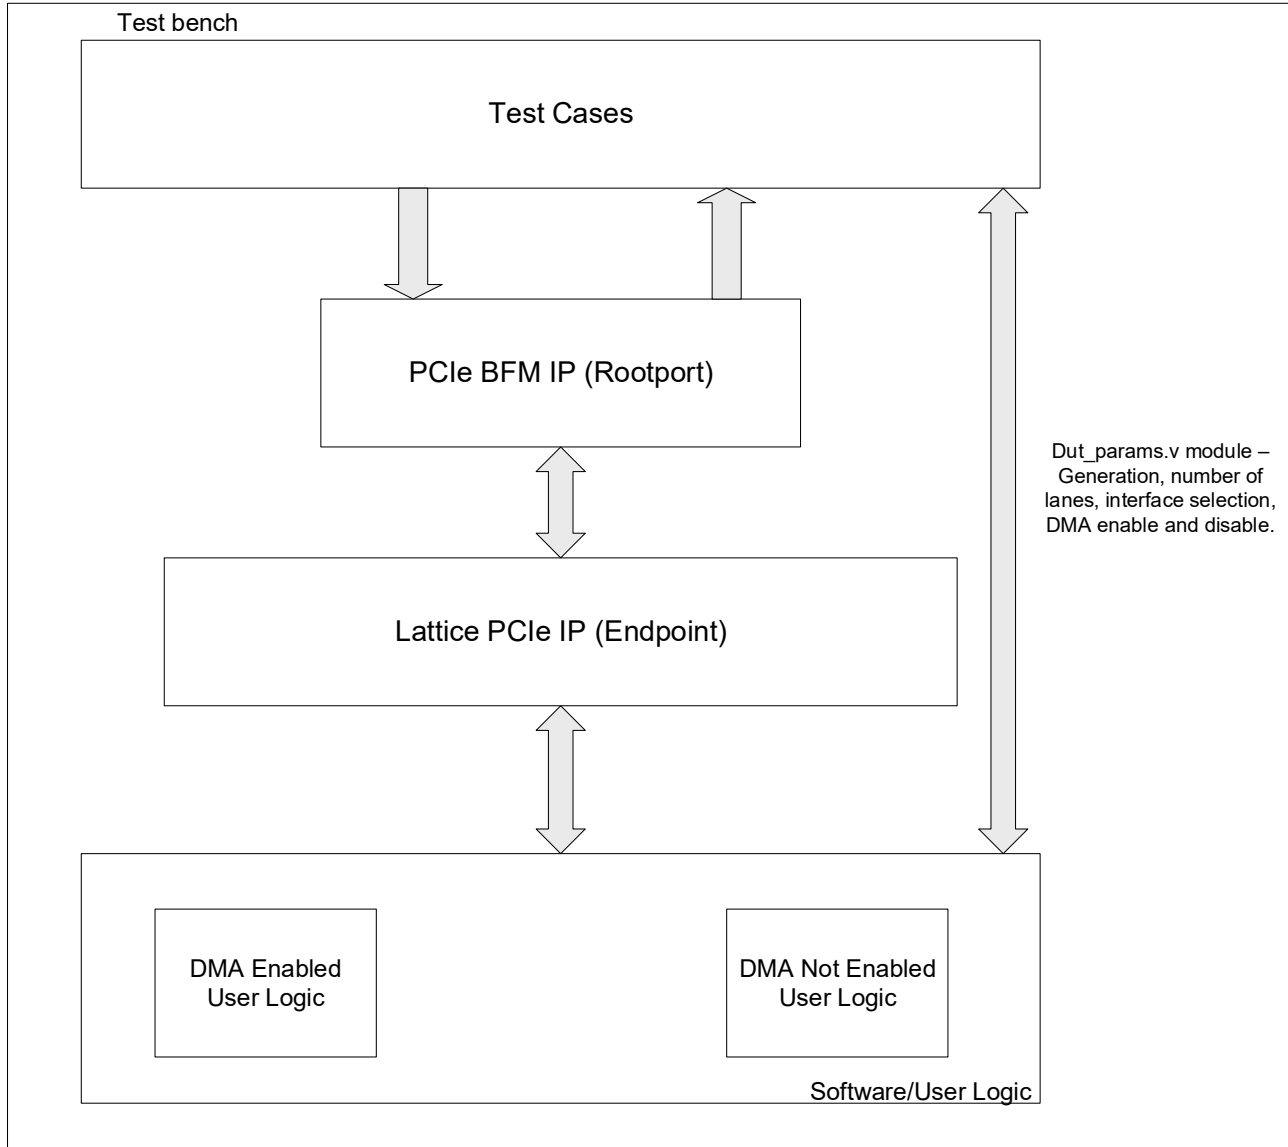 Test bench
Test Cases
PCIe BFM IP (Rootport)
Dut_params.v module –
Generation, number of
lanes, interface selection,
DMA enable and disable.
Lattice PCIe IP (Endpoint)
DMA Enabled
User Logic
DMA Not Enabled
User Logic
Software/User Logic